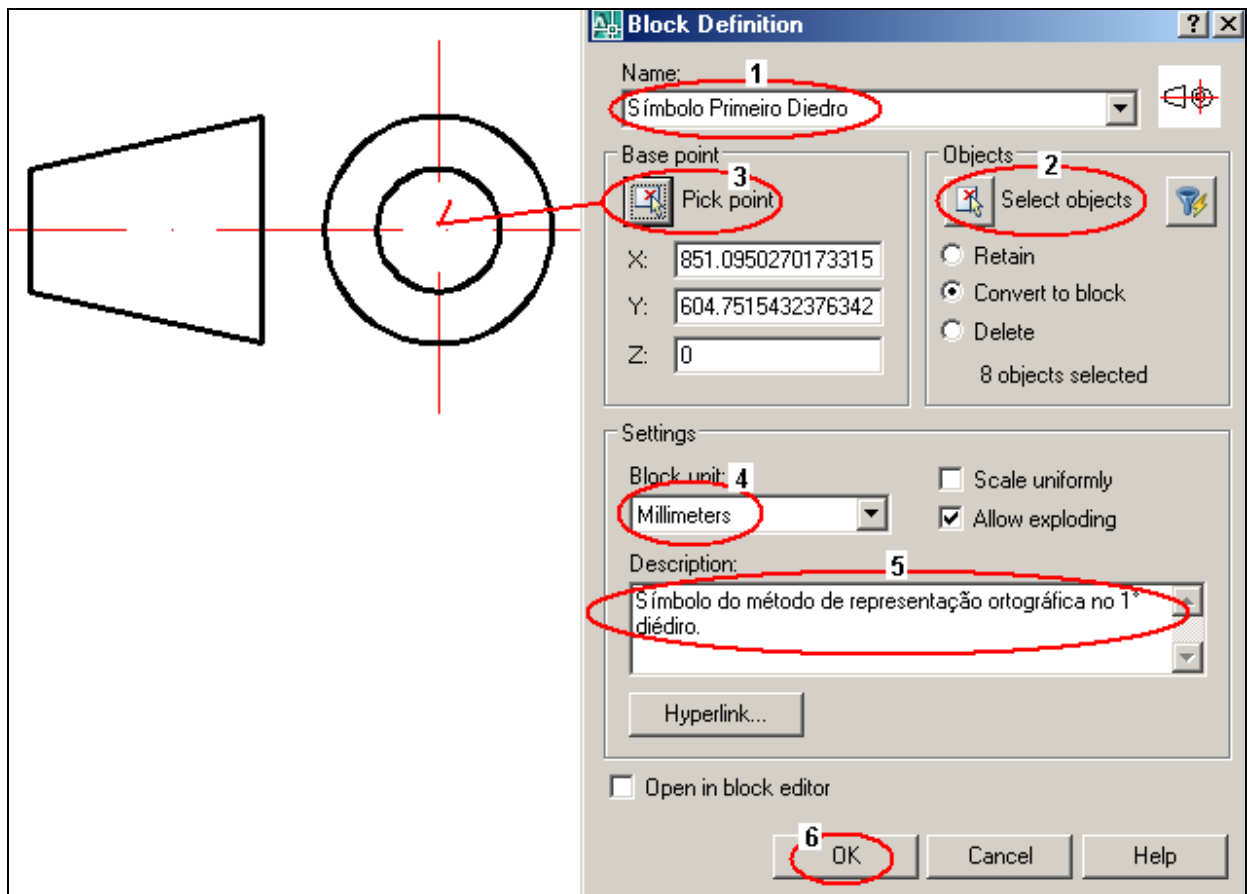 Block Definition
Name:
1
Símbolo Primeiro Diedro
Base point
3
Pick point
X: 851.0950270173315
Y: 604.7515432376342
Z: 0
Objects
2
Select objects
Retain
Convert to block
Delete
8 objects selected
Settings
Block unit: 4
Millimeters
Scale uniformly
Allow exploding
Description:
5
Símbolo do método de representação ortográfica no 1°
diédiro.
Hyperlink...
Open in block editor
6
OK
Cancel
Help